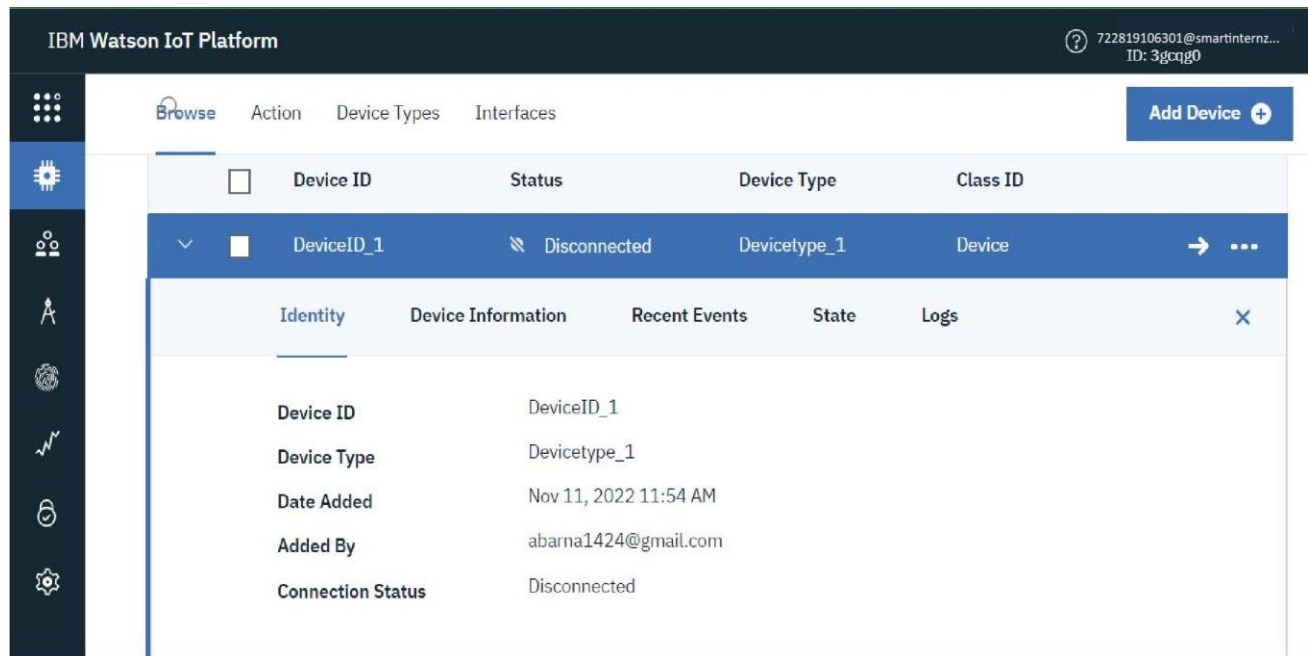 IBM Watson IoT Platform
722819106301@smartinternz...
ID: 3gcqg0
Browse Action Device Types Interfaces
Add Device
Device ID Status Device Type Class ID
DeviceID_1 Disconnected Devicetype_1 Device
Identity Device Information Recent Events State Logs
Device ID DeviceID_1
Device Type Devicetype_1
Date Added Nov 11, 2022 11:54 AM
Added By abarna1424@gmail.com
Connection Status Disconnected